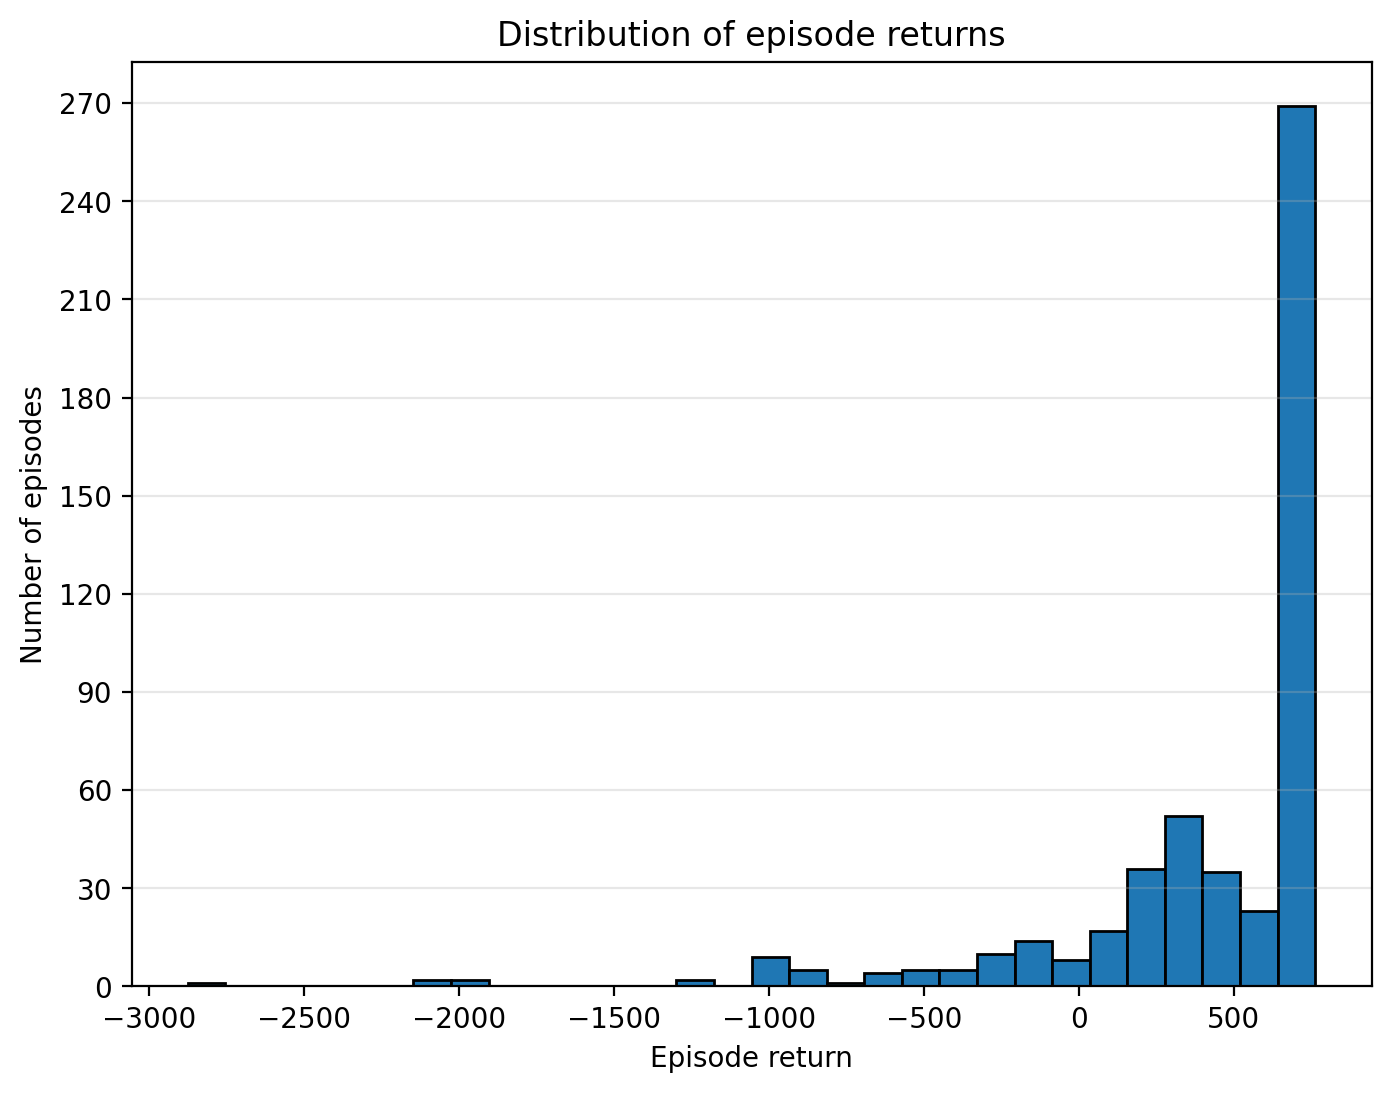 Distribution of episode returns
270
240
210
180
150
120
90
60
30
0
Number of episodes
−3000 −2500 −2000 −1500 −1000 −500 0 500
Episode return